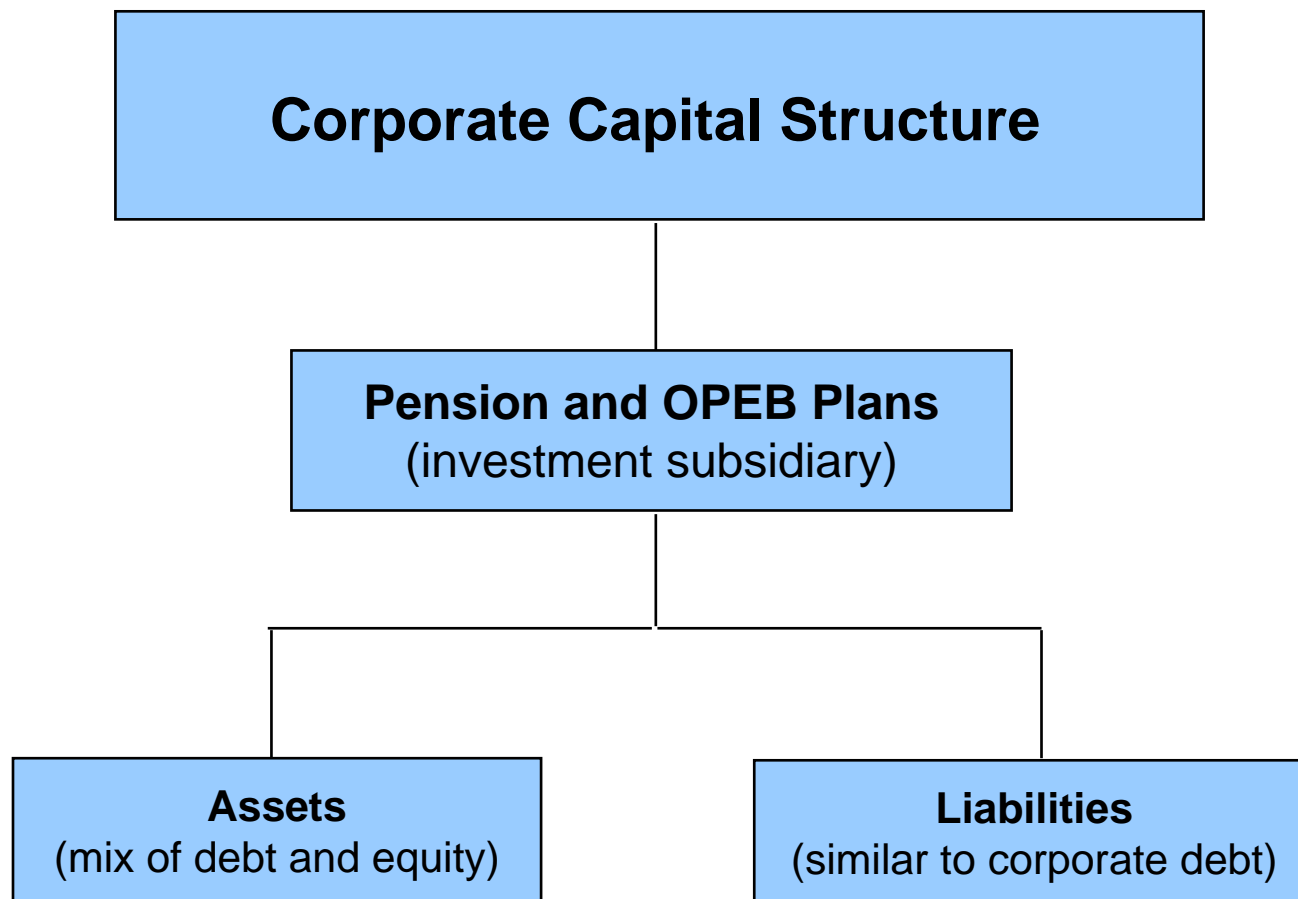 Corporate Capital Structure
Pension and OPEB Plans
(investment subsidiary)
Assets
(mix of debt and equity)
Liabilities
(similar to corporate debt)